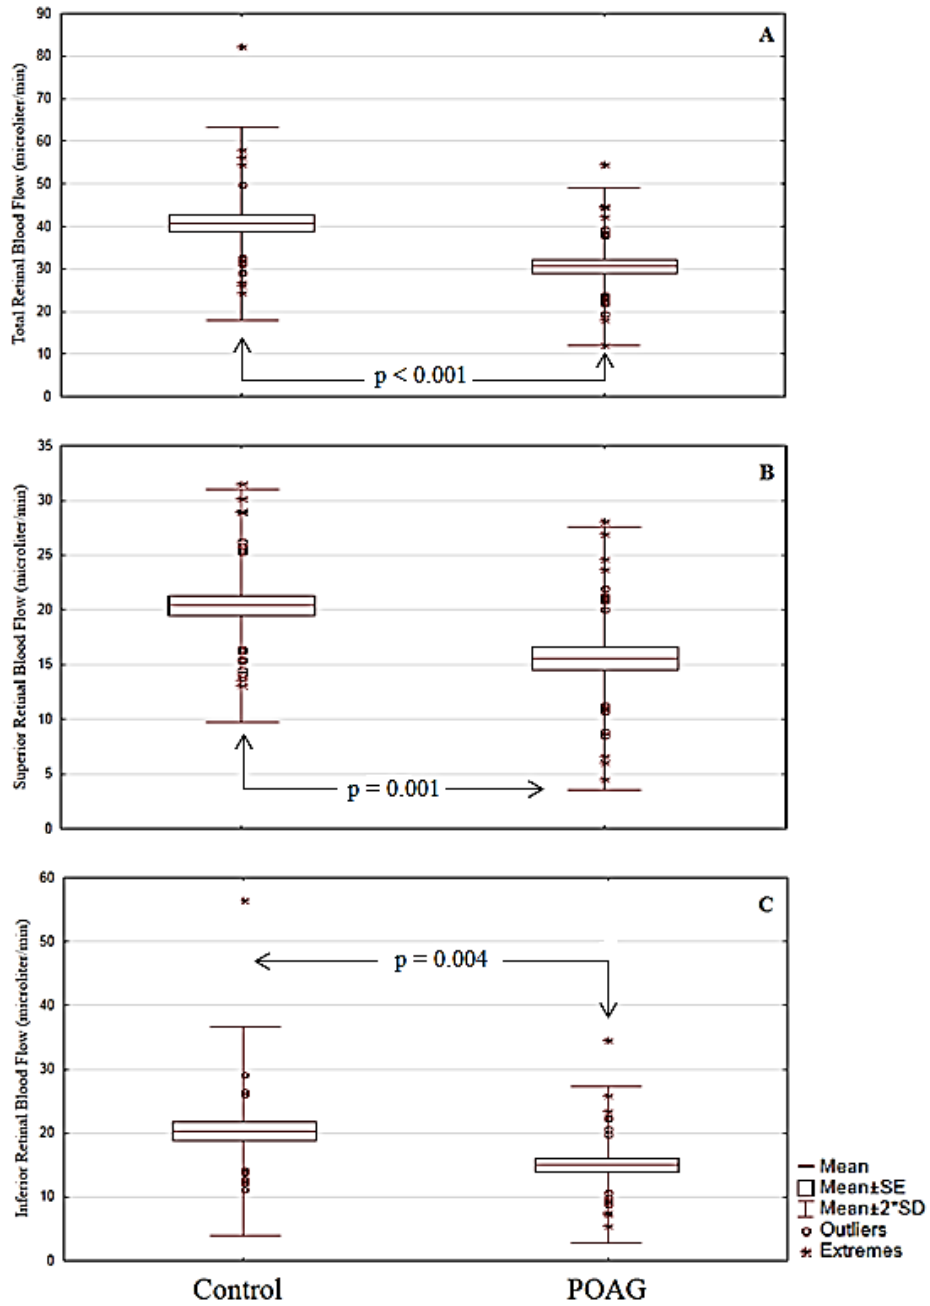 A
Total Retinal Blood Flow (microliter/min)
90
80
70
60
50
40
30
20
10
0
p < 0.001
B
Superior Retinal Blood Flow (microliter/min)
35
30
25
20
15
10
5
0
p = 0.001
C
Inferior Retinal Blood Flow (microliter/min)
60
50
40
30
20
10
0
p = 0.004
Mean
Mean±SE
Mean±2*SD
Outliers
Extremes
Control POAG